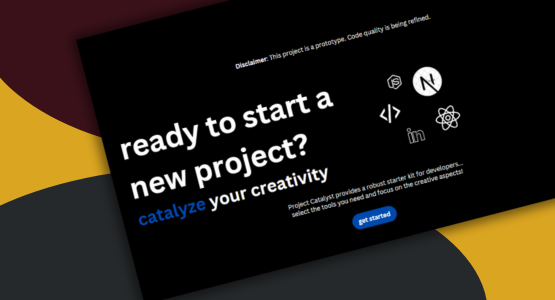 Disclaimer: This project is a prototype. Code quality is being refined.
ready to start a
new project?
catalyze your creativity
JS
N
</>
in
Project Catalyst provides a robust starter kit for developers...
select the tools you need and focus on the creative aspects!
get started